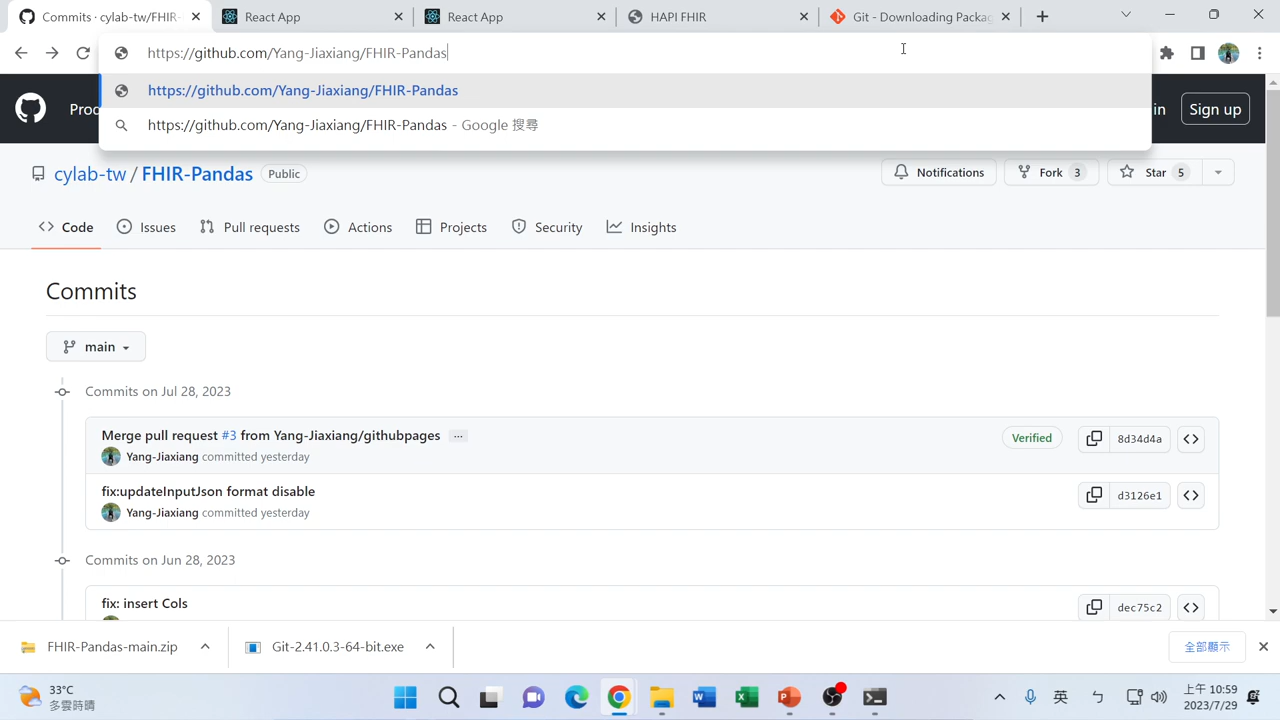 Commits · cylab-tw/FHIR-
React App
React App
HAPI FHIR
Git - Downloading Packag
https://github.com/Yang-Jiaxiang/FHIR-Pandas
https://github.com/Yang-Jiaxiang/FHIR-Pandas
https://github.com/Yang-Jiaxiang/FHIR-Pandas - Google 搜尋
Sign up
cylab-tw / FHIR-Pandas Public
Notifications Fork 3 Star 5
Code Issues Pull requests Actions Projects Security Insights
Commits
main
Commits on Jul 28, 2023
Merge pull request #3 from Yang-Jiaxiang/githubpages ...
Verified 8d34d4a
Yang-Jiaxiang committed yesterday
fix:updateInputJson format disable
d3126e1
Yang-Jiaxiang committed yesterday
Commits on Jun 28, 2023
fix: insert Cols
dec75c2
FHIR-Pandas-main.zip
Git-2.41.0.3-64-bit.exe
全部顯示
33°C
多雲時晴
英
ㄅ
上午 10:59
2023/7/29